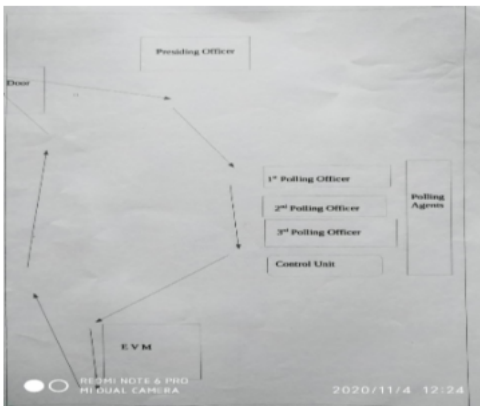 Presiding Officer
Door
1st Polling Officer
2nd Polling Officer
3rd Polling Officer
Control Unit
Polling
Agents
E V M
REDMI NOTE 6 PRO
MI DUAL CAMERA
2020/11/4 12:24